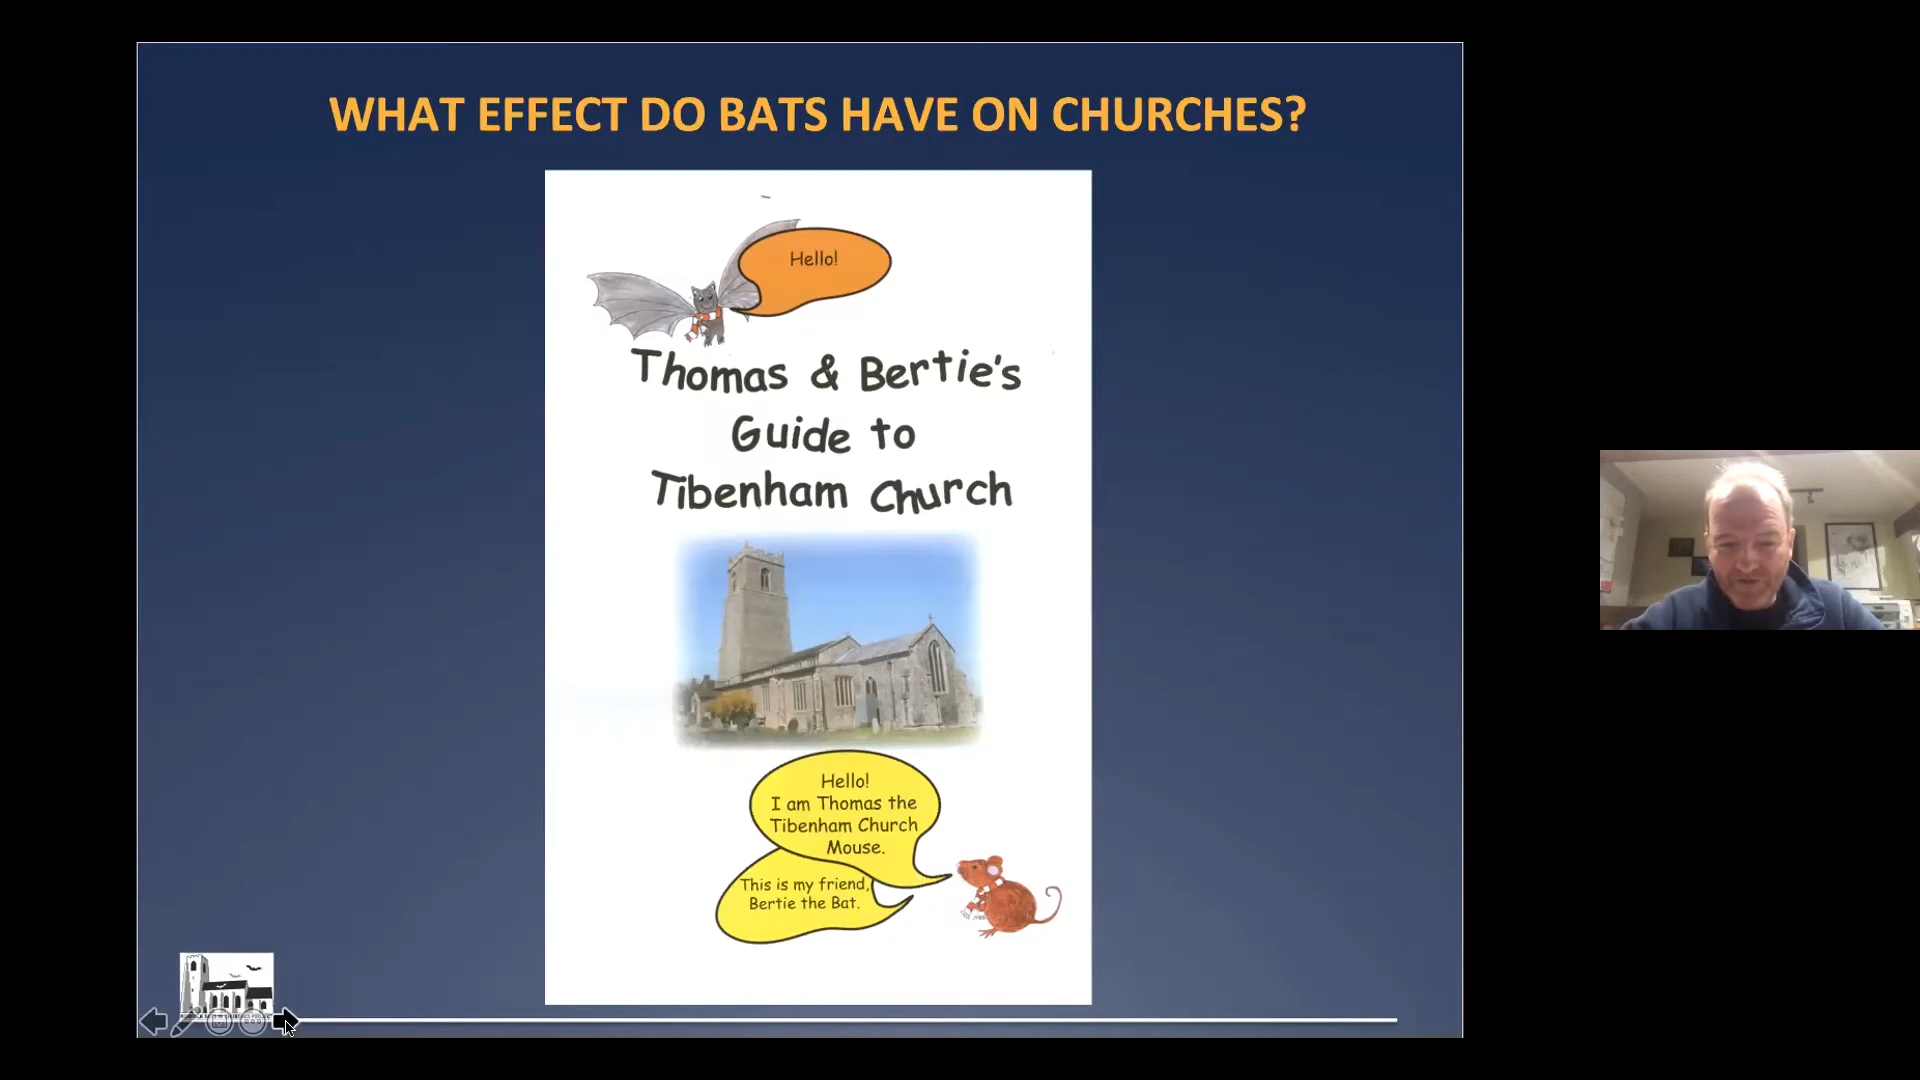 WHAT EFFECT DO BATS HAVE ON CHURCHES?
Hello!
Thomas & Bertie's
Guide to
Tibenham Church
Hello!
I am Thomas the
Tibenham Church
Mouse.
This is my friend,
Bertie the Bat.